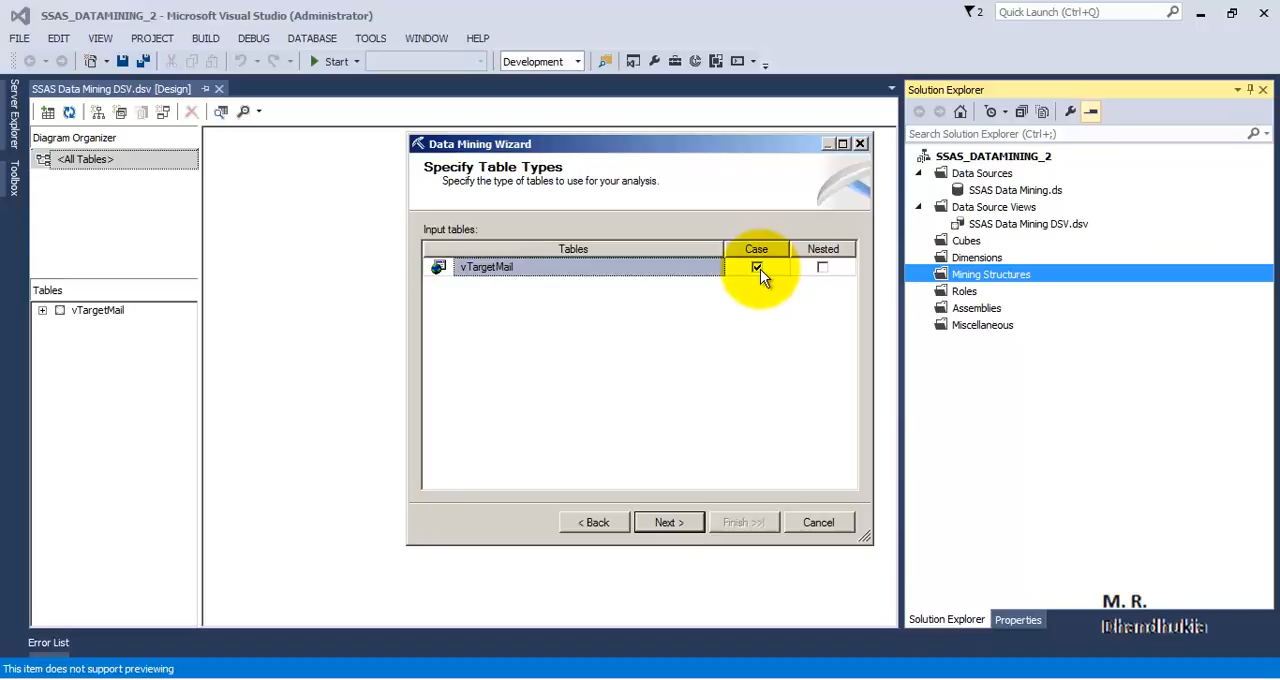 SSAS_DATAMINING_2 - Microsoft Visual Studio (Administrator)
2
Quick Launch (Ctrl+Q)
FILE EDIT VIEW PROJECT BUILD DEBUG DATABASE TOOLS WINDOW HELP
Start
Development
Server Explorer
Toolbox
SSAS Data Mining DSV.dsv [Design]
Diagram Organizer
<All Tables>
Tables
vTargetMail
Data Mining Wizard
Specify Table Types
Specify the type of tables to use for your analysis.
Input tables:
Tables Case Nested
vTargetMail
< Back Next > Finish >>| Cancel
Solution Explorer
Search Solution Explorer (Ctrl+;)
SSAS_DATAMINING_2
Data Sources
SSAS Data Mining.ds
Data Source Views
SSAS Data Mining DSV.dsv
Cubes
Dimensions
Mining Structures
Roles
Assemblies
Miscellaneous
M. R.
Dhandhukia
Solution Explorer Properties
Error List
This item does not support previewing